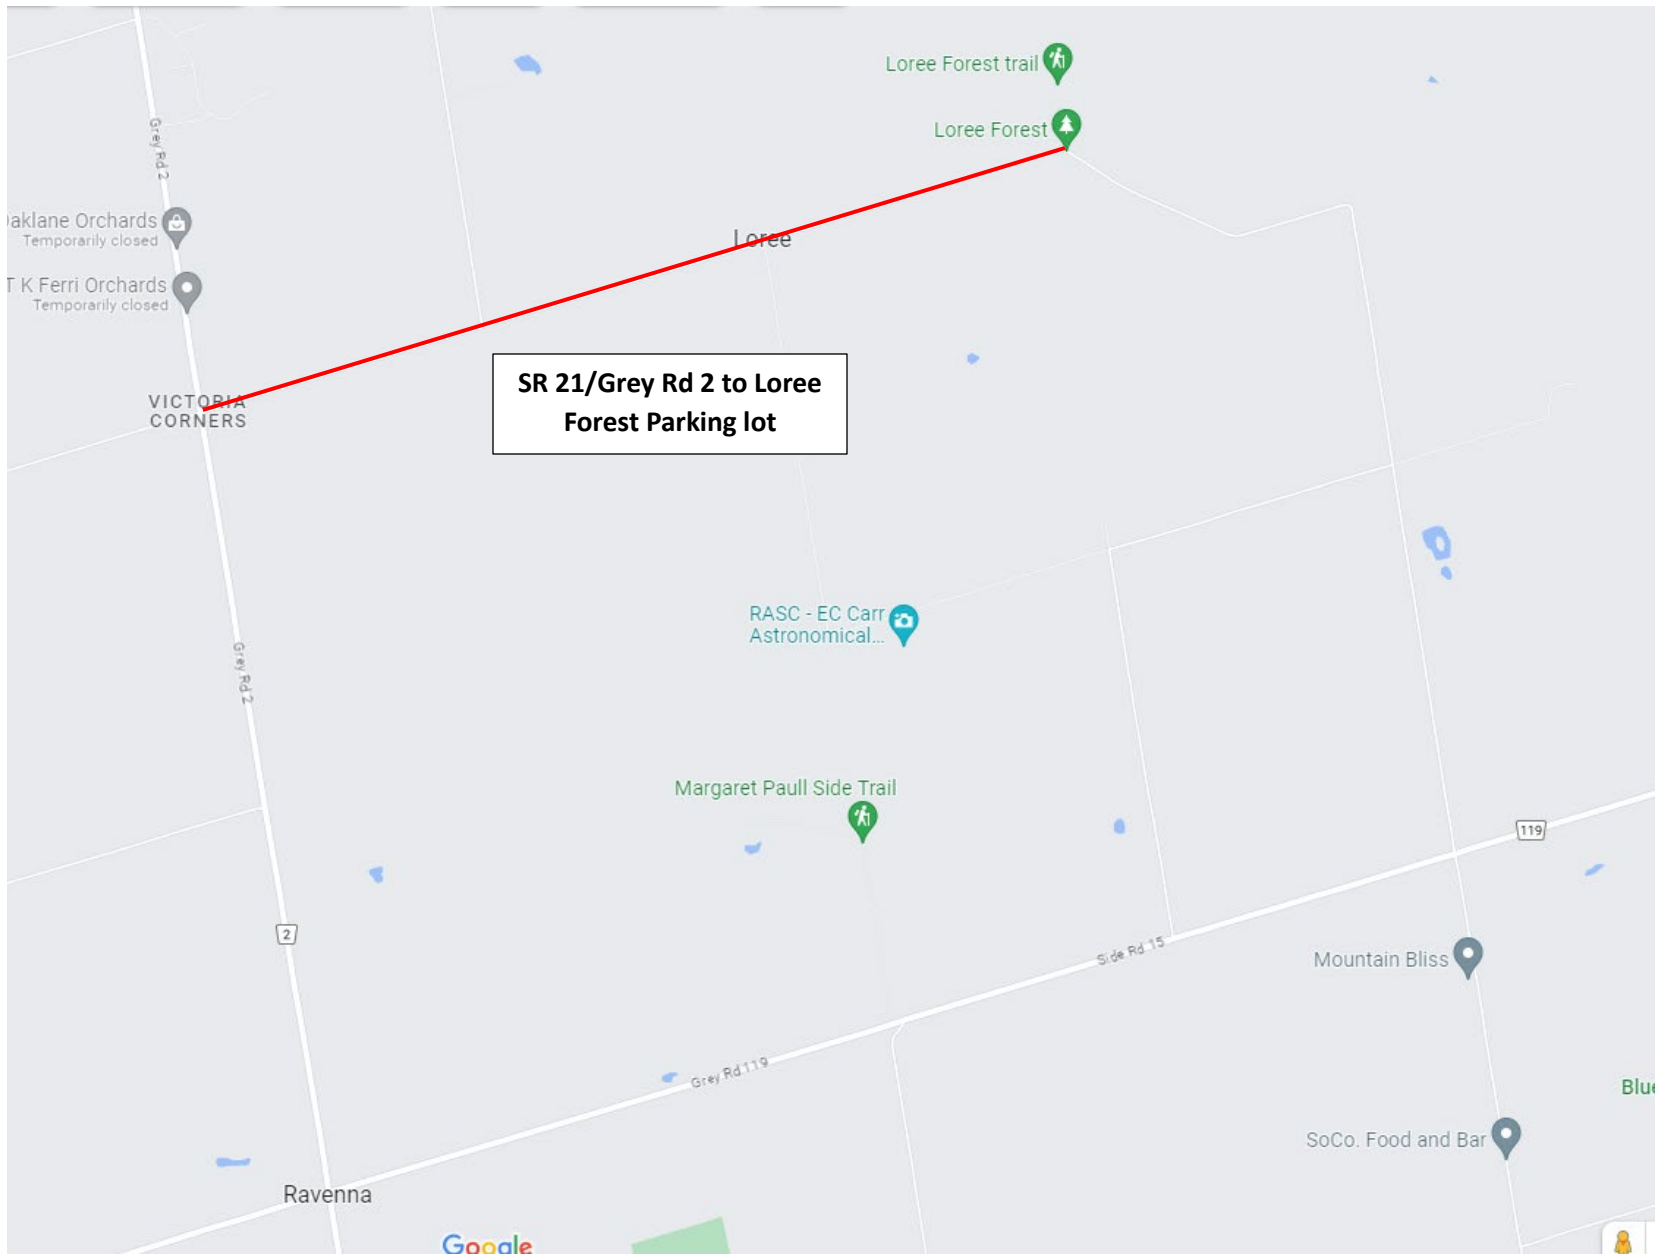 Loree Forest trail
Loree Forest
Grey Rd 2
aklane Orchards
Temporarily closed
Loree
T K Ferri Orchards
Temporarily closed
SR 21/Grey Rd 2 to Loree
Forest Parking lot
VICTORIA
CORNERS
RASC - EC Carr
Astronomical...
Grey Rd 2
Margaret Paull Side Trail
119
2
Side Rd 15
Mountain Bliss
Grey Rd 119
Blue
SoCo. Food and Bar
Ravenna
Google